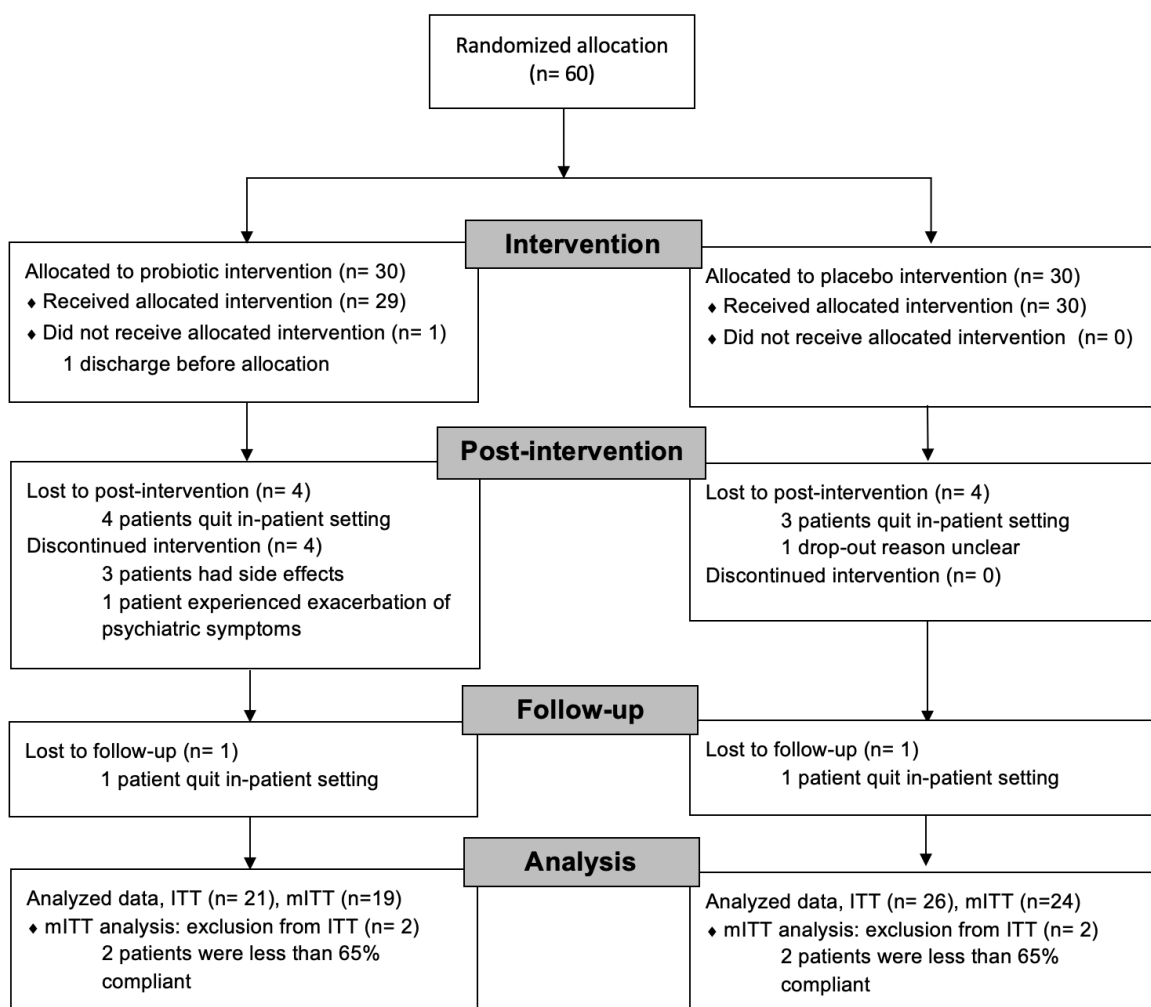 Randomized allocation
(n= 60)
Intervention
Allocated to probiotic intervention (n= 30)
♦ Received allocated intervention (n= 29)
♦ Did not receive allocated intervention (n= 1)
1 discharge before allocation
Allocated to placebo intervention (n= 30)
♦ Received allocated intervention (n= 30)
♦ Did not receive allocated intervention  (n= 0)
Post-intervention
Lost to post-intervention (n= 4)
4 patients quit in-patient setting
Discontinued intervention (n= 4)
3 patients had side effects
1 patient experienced exacerbation of
psychiatric symptoms
Lost to post-intervention (n= 4)
3 patients quit in-patient setting
1 drop-out reason unclear
Discontinued intervention (n= 0)
Follow-up
Lost to follow-up (n= 1)
1 patient quit in-patient setting
Lost to follow-up (n= 1)
1 patient quit in-patient setting
Analysis
Analyzed data, ITT (n= 21), mITT (n=19)
♦ mITT analysis: exclusion from ITT (n= 2)
2 patients were less than 65%
compliant
Analyzed data, ITT (n= 26), mITT (n=24)
♦ mITT analysis: exclusion from ITT (n= 2)
2 patients were less than 65%
compliant